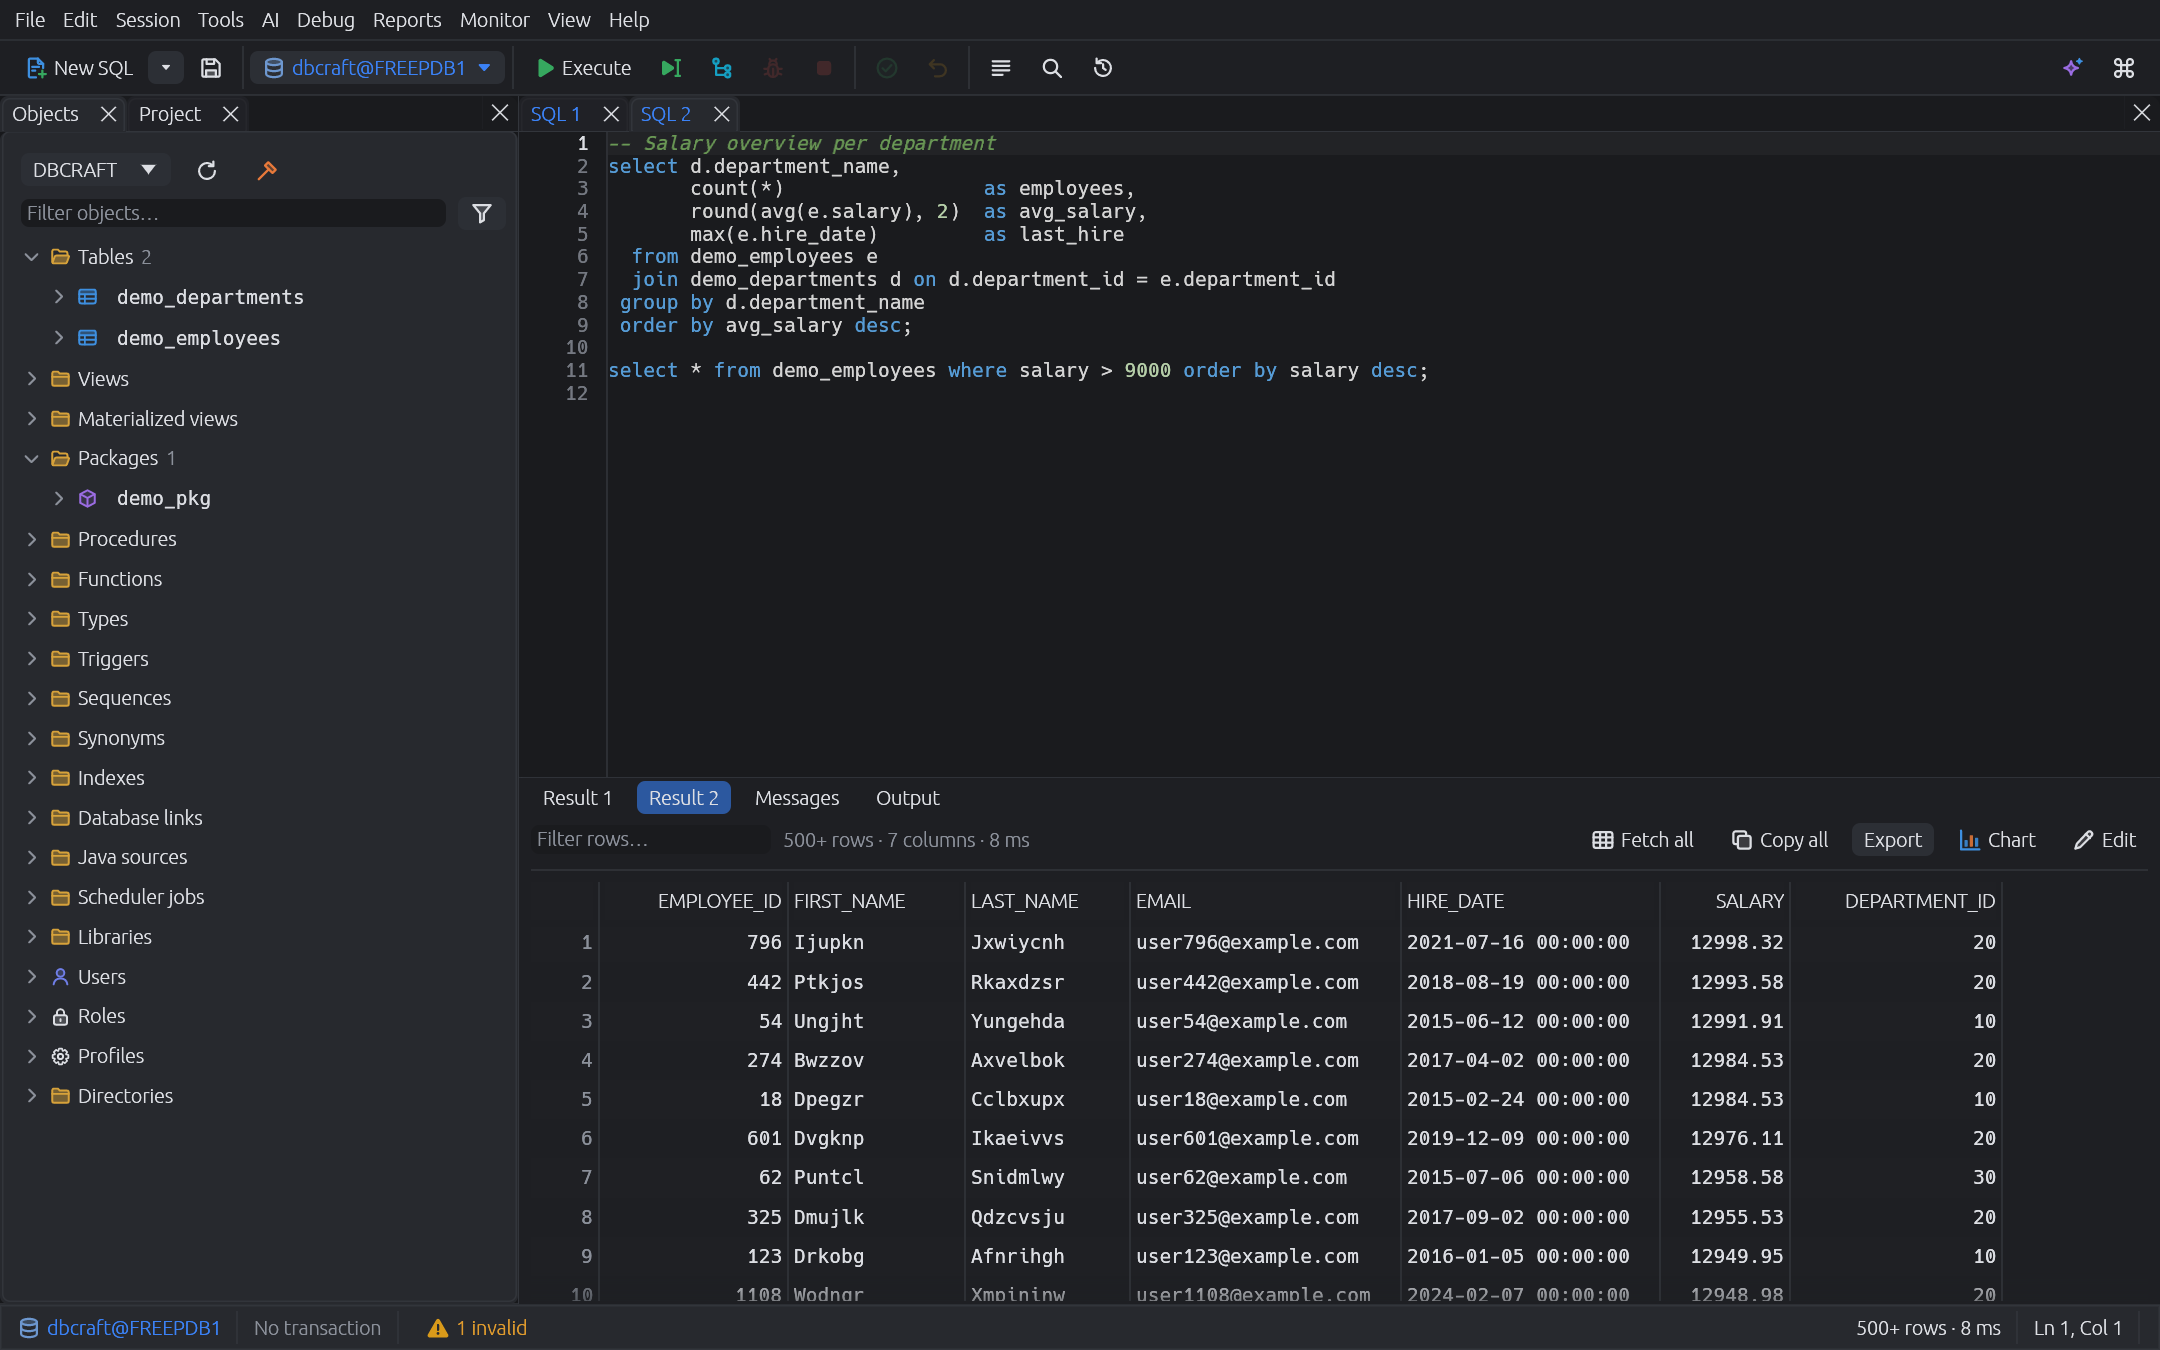 File Edit Session Tools AI Debug Reports Monitor View Help
New SQL dbcraft@FREEPDB1 Execute
Objects Project SQL 1 SQL 2
DBCRAFT
Filter objects…
Tables 2
demo_departments
demo_employees
Views
Materialized views
Packages 1
demo_pkg
Procedures
Functions
Types
Triggers
Sequences
Synonyms
Indexes
Database links
Java sources
Scheduler jobs
Libraries
Users
Roles
Profiles
Directories
1 -- Salary overview per department
2 select d.department_name,
3 count(*) as employees,
4 round(avg(e.salary), 2) as avg_salary,
5 max(e.hire_date) as last_hire
6 from demo_employees e
7 join demo_departments d on d.department_id = e.department_id
8 group by d.department_name
9 order by avg_salary desc;
10
11 select * from demo_employees where salary > 9000 order by salary desc;
12
Result 1 Result 2 Messages Output
Filter rows… 500+ rows · 7 columns · 8 ms Fetch all Copy all Export Chart Edit
EMPLOYEE_ID FIRST_NAME LAST_NAME EMAIL HIRE_DATE SALARY DEPARTMENT_ID
1 796 Ijupkn Jxwiycnh user796@example.com 2021-07-16 00:00:00 12998.32 20
2 442 Ptkjos Rkaxdzsr user442@example.com 2018-08-19 00:00:00 12993.58 20
3 54 Ungjht Yungehda user54@example.com 2015-06-12 00:00:00 12991.91 10
4 274 Bwzzov Axvelbok user274@example.com 2017-04-02 00:00:00 12984.53 20
5 18 Dpegzr Cclbxupx user18@example.com 2015-02-24 00:00:00 12984.53 10
6 601 Dvgknp Ikaeivvs user601@example.com 2019-12-09 00:00:00 12976.11 20
7 62 Puntcl Snidmlwy user62@example.com 2015-07-06 00:00:00 12958.58 30
8 325 Dmujlk Qdzcvsju user325@example.com 2017-09-02 00:00:00 12955.53 20
9 123 Drkobg Afnrihgh user123@example.com 2016-01-05 00:00:00 12949.95 10
10 1108 user1108@example.com 2024-02-07 00:00:00 12948.98 20
dbcraft@FREEPDB1 No transaction 1 invalid 500+ rows · 8 ms Ln 1, Col 1